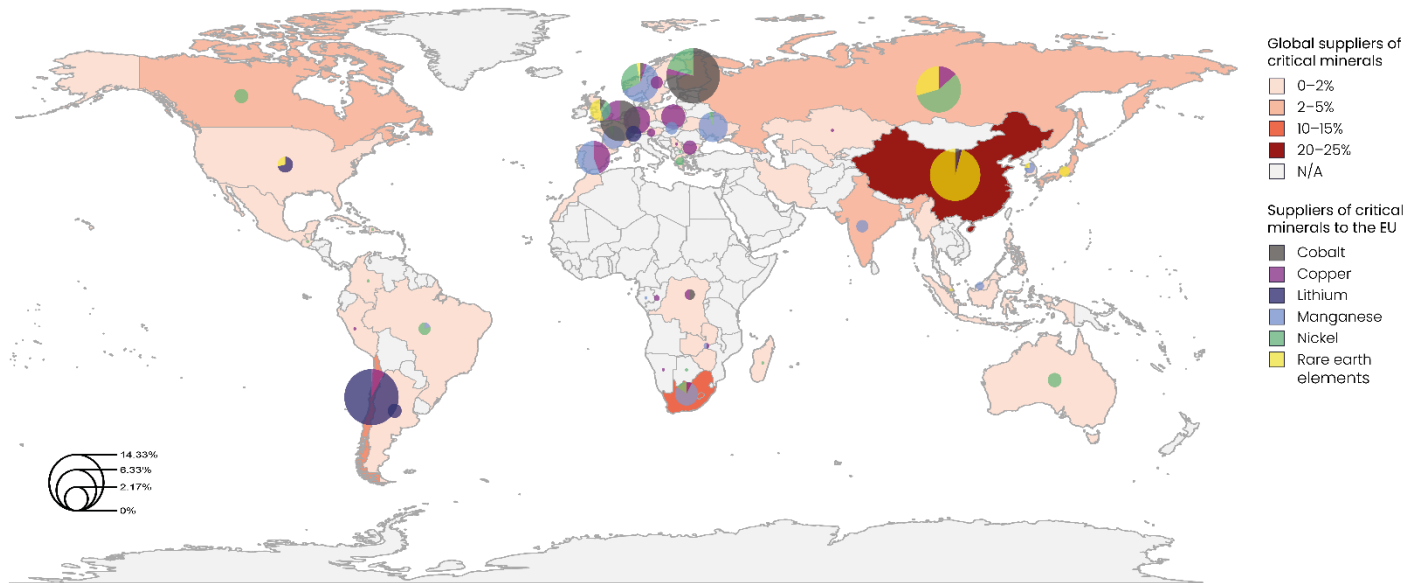 Global suppliers of
critical minerals
0–2%
2–5%
10–15%
20–25%
N/A
Suppliers of critical
minerals to the EU
Cobalt
Copper
Lithium
Manganese
Nickel
Rare earth
elements
14.33%
6.33%
2.17%
0%